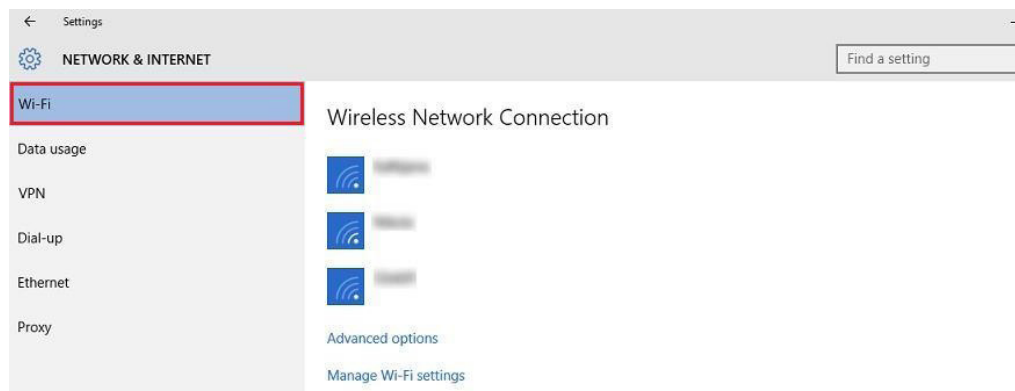 Settings
NETWORK & INTERNET
Find a setting
Wi-Fi
Data usage
VPN
Dial-up
Ethernet
Proxy
Wireless Network Connection
Advanced options
Manage Wi-Fi settings